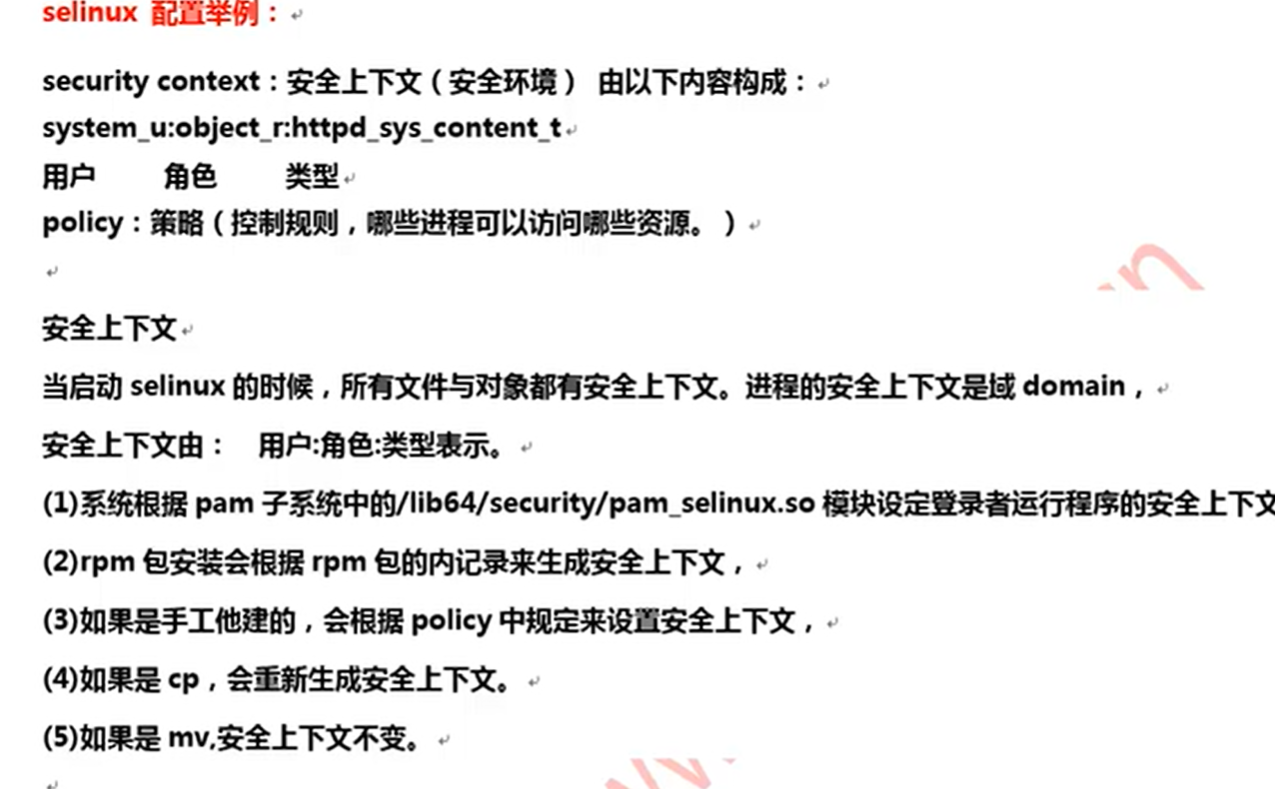 selinux 配置举例：
security context：安全上下文（安全环境） 由以下内容构成：
system_u:object_r:httpd_sys_content_t
用户 角色 类型
policy：策略（控制规则，哪些进程可以访问哪些资源。）
安全上下文
当启动 selinux 的时候，所有文件与对象都有安全上下文。进程的安全上下文是域 domain，
安全上下文由： 用户:角色:类型表示。
(1)系统根据 pam 子系统中的/lib64/security/pam_selinux.so 模块设定登录者运行程序的安全上下文
(2)rpm 包安装会根据 rpm 包的内记录来生成安全上下文，
(3)如果是手工他建的，会根据 policy 中规定来设置安全上下文，
(4)如果是 cp，会重新生成安全上下文。
(5)如果是 mv,安全上下文不变。